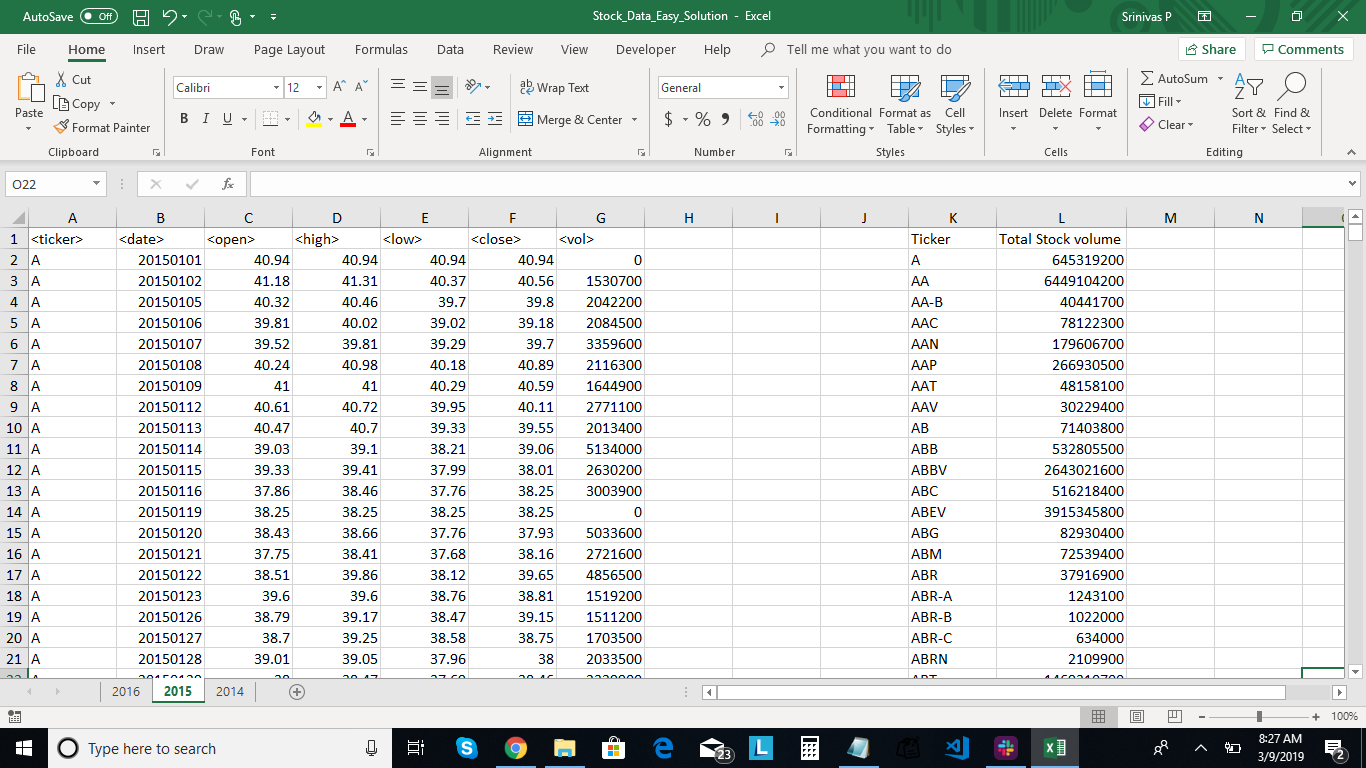 AutoSave Off Stock_Data_Easy_Solution - Excel Srinivas P
File Home Insert Draw Page Layout Formulas Data Review View Developer Help Tell me what you want to do Share Comments
Paste Cut Copy Format Painter
Clipboard
Calibri 12 A A
B I U A
Font
Wrap Text
Merge & Center
Alignment
General
$ % 9 .00 .00
Number
Conditional Formatting Format as Table Cell Styles
Styles
Insert Delete Format
Cells
AutoSum Fill Clear Sort & Filter Find & Select
Editing
O22 fx
A B C D E F G H I J K L M N
1 <ticker> <date> <open> <high> <low> <close> <vol> Ticker Total Stock volume
2 A 20150101 40.94 40.94 40.94 40.94 0 A 645319200
3 A 20150102 41.18 41.31 40.37 40.56 1530700 AA 6449104200
4 A 20150105 40.32 40.46 39.7 39.8 2042200 AA-B 40441700
5 A 20150106 39.81 40.02 39.02 39.18 2084500 AAC 78122300
6 A 20150107 39.52 39.81 39.29 39.7 3359600 AAN 179606700
7 A 20150108 40.24 40.98 40.18 40.89 2116300 AAP 266930500
8 A 20150109 41 41 40.29 40.59 1644900 AAT 48158100
9 A 20150112 40.61 40.72 39.95 40.11 2771100 AAV 30229400
10 A 20150113 40.47 40.7 39.33 39.55 2013400 AB 71403800
11 A 20150114 39.03 39.1 38.21 39.06 5134000 ABB 532805500
12 A 20150115 39.33 39.41 37.99 38.01 2630200 ABBV 2643021600
13 A 20150116 37.86 38.46 37.76 38.25 3003900 ABC 516218400
14 A 20150119 38.25 38.25 38.25 38.25 0 ABEV 3915345800
15 A 20150120 38.43 38.66 37.76 37.93 5033600 ABG 82930400
16 A 20150121 37.75 38.41 37.68 38.16 2721600 ABM 72539400
17 A 20150122 38.51 39.86 38.12 39.65 4856500 ABR 37916900
18 A 20150123 39.6 39.6 38.76 38.81 1519200 ABR-A 1243100
19 A 20150126 38.79 39.17 38.47 39.15 1511200 ABR-B 1022000
20 A 20150127 38.7 39.25 38.58 38.75 1703500 ABR-C 634000
21 A 20150128 39.01 39.05 37.96 38 2033500 ABRN 2109900
2016 2015 2014
100%
Type here to search 23 L 8:27 AM
3/9/2019 2